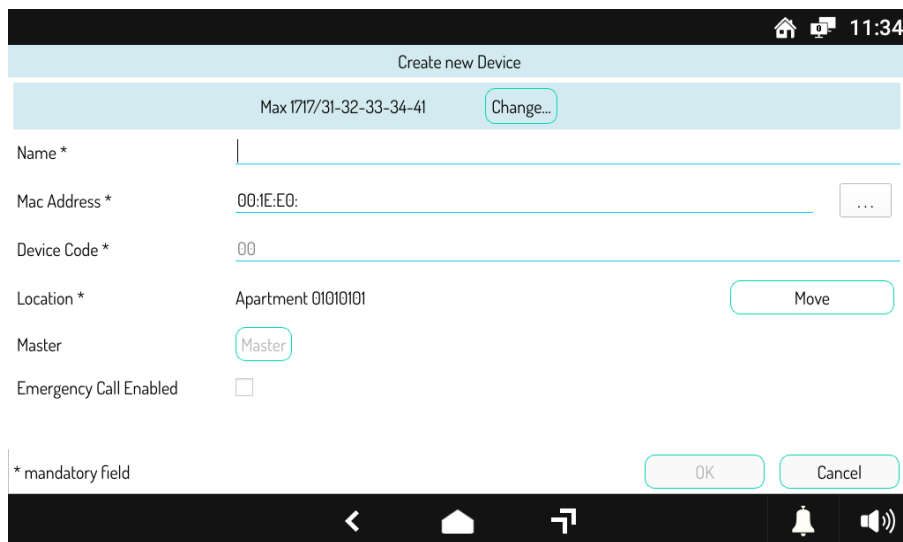 11:34
Create new Device
Max 1717/31-32-33-34-41 Change...
Name *
Mac Address * 00:1E:E0: ...
Device Code * 00
Location * Apartment 01010101 Move
Master Master
Emergency Call Enabled
* mandatory field OK Cancel